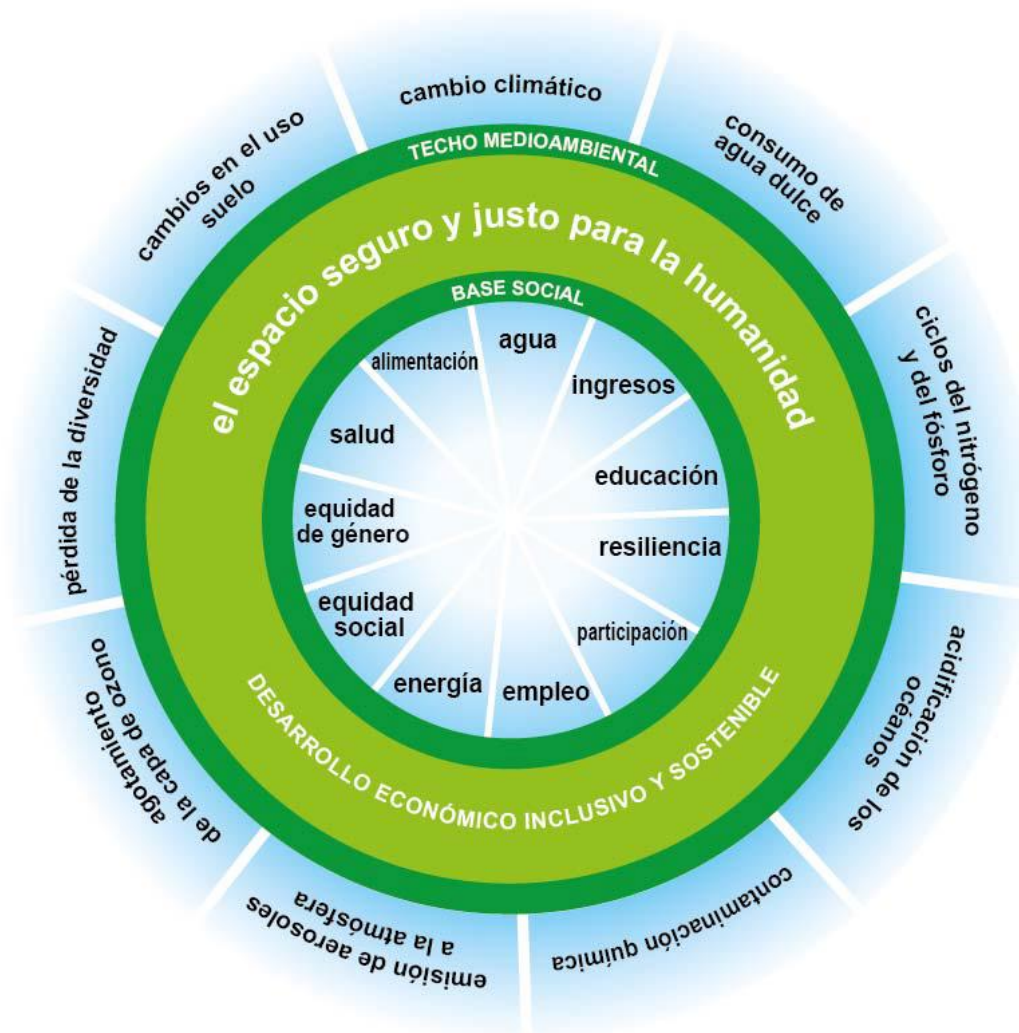 cambio climático
consumo de
agua dulce
ciclos del nitrógeno
y del fósforo
acidificación de los
océanos
contaminación química
emisión de aerosoles
a la atmósfera
agotamiento
de la capa de ozono
pérdida de la diversidad
cambios en el uso
suelo
TECHO MEDIOAMBIENTAL
el espacio seguro y justo para la humanidad
BASE SOCIAL
agua
ingresos
educación
resiliencia
participación
empleo
energía
equidad
social
equidad
de género
salud
alimentación
DESARROLLO ECONÓMICO INCLUSIVO Y SOSTENIBLE